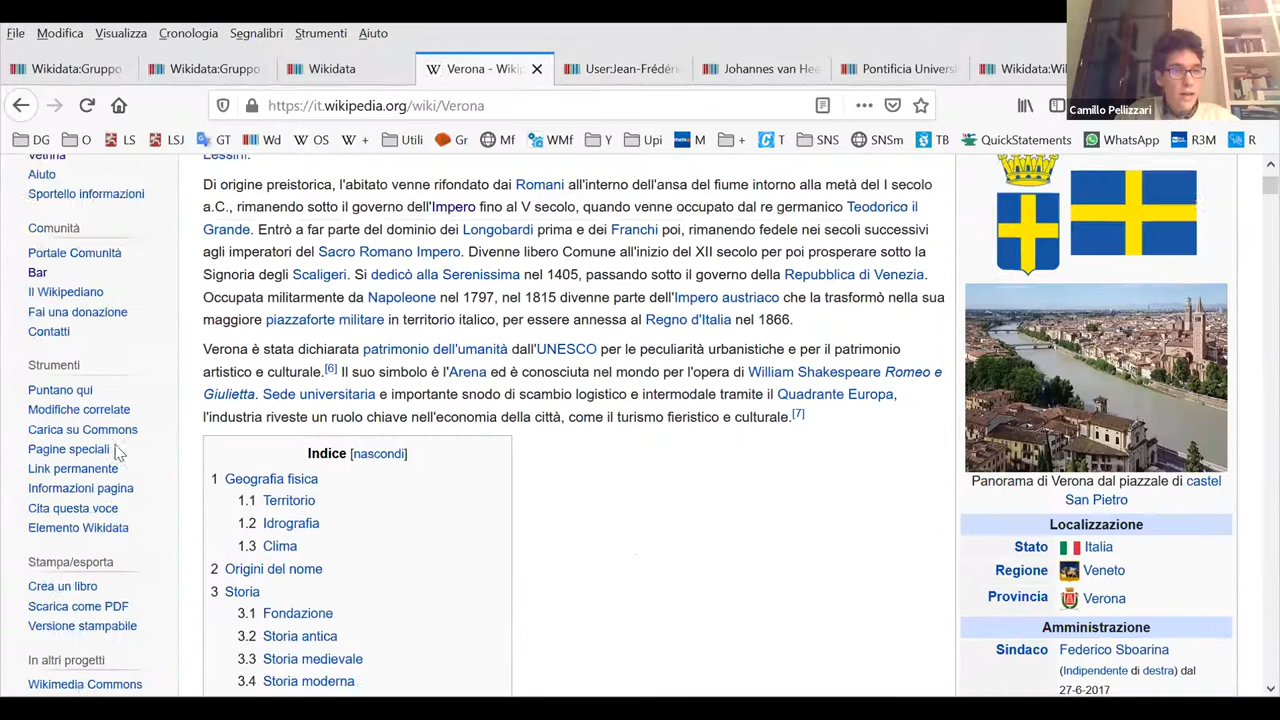 File Modifica Visualizza Cronologia Segnalibri Strumenti Aiuto
Wikidata:Gruppo
Wikidata:Gruppo
Wikidata
Verona - Wiki
User:Jean-Frédéri
Johannes van Hee
Pontificia Univers
Wikidata:Wi
Camillo Pellizzari
https://it.wikipedia.org/wiki/Verona
DG O LS LSJ GT Wd OS + Utili Gr Mf WMf Y Upi M + T SNS SNSm TB QuickStatements WhatsApp R3M R
Verifica
Aiuto
Sportello informazioni
Comunità
Portale Comunità
Bar
Il Wikipediano
Fai una donazione
Contatti
Strumenti
Puntano qui
Modifiche correlate
Carica su Commons
Pagine speciali
Link permanente
Informazioni pagina
Cita questa voce
Elemento Wikidata
Stampa/esporta
Crea un libro
Scarica come PDF
Versione stampabile
In altri progetti
Wikimedia Commons
Lessini.
Di origine preistorica, l'abitato venne rifondato dai Romani all'interno dell'ansa del fiume intorno alla metà del I secolo
a.C., rimanendo sotto il governo dell'Impero fino al V secolo, quando venne occupato dal re germanico Teodorico il
Grande. Entrò a far parte del dominio dei Longobardi prima e dei Franchi poi, rimanendo fedele nei secoli successivi
agli imperatori del Sacro Romano Impero. Divenne libero Comune all'inizio del XII secolo per poi prosperare sotto la
Signoria degli Scaligeri. Si dedicò alla Serenissima nel 1405, passando sotto il governo della Repubblica di Venezia.
Occupata militarmente da Napoleone nel 1797, nel 1815 divenne parte dell'Impero austriaco che la trasformò nella sua
maggiore piazzaforte militare in territorio italico, per essere annessa al Regno d'Italia nel 1866.
Verona è stata dichiarata patrimonio dell'umanità dall'UNESCO per le peculiarità urbanistiche e per il patrimonio
artistico e culturale.[6] Il suo simbolo è l'Arena ed è conosciuta nel mondo per l'opera di William Shakespeare Romeo e
Giulietta. Sede universitaria e importante snodo di scambio logistico e intermodale tramite il Quadrante Europa,
l'industria riveste un ruolo chiave nell'economia della città, come il turismo fieristico e culturale.[7]
Indice [nascondi]
1 Geografia fisica
1.1 Territorio
1.2 Idrografia
1.3 Clima
2 Origini del nome
3 Storia
3.1 Fondazione
3.2 Storia antica
3.3 Storia medievale
3.4 Storia moderna
Panorama di Verona dal piazzale di castel
San Pietro
Localizzazione
Stato Italia
Regione Veneto
Provincia Verona
Amministrazione
Sindaco Federico Sboarina
(Indipendente di destra) dal
27-6-2017